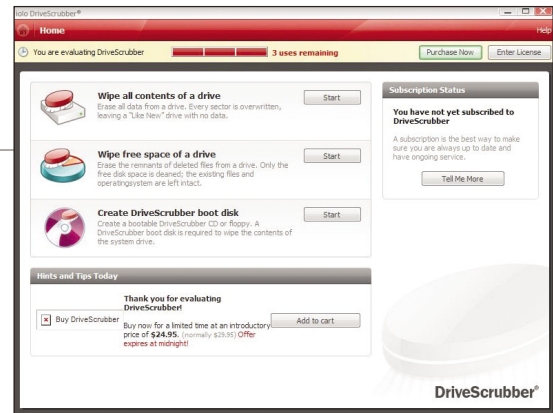 iolo DriveScrubber®
Home
Help
You are evaluating DriveScrubber
3 uses remaining
Purchase Now
Enter License
Wipe all contents of a drive
Start
Erase all data from a drive. Every sector is overwritten,
leaving a "Like New" drive with no data.
Wipe free space of a drive
Start
Erase the remnants of deleted files from a drive. Only the
free disk space is cleaned; the existing files and
operatingsystem are left intact.
Create DriveScrubber boot disk
Start
Create a bootable DriveScrubber CD or floppy. A
DriveScrubber boot disk is required to wipe the contents of
the system drive.
Subscription Status
You have not yet subscribed to
DriveScrubber
A subscription is the best way to make
sure you are always up to date and
have ongoing service.
Tell Me More
Hints and Tips Today
Buy DriveScrubber
Thank you for evaluating
DriveScrubber!
Buy now for a limited time at an introductory
price of $24.95. (normally $29.95) Offer
expires at midnight!
Add to cart
DriveScrubber®